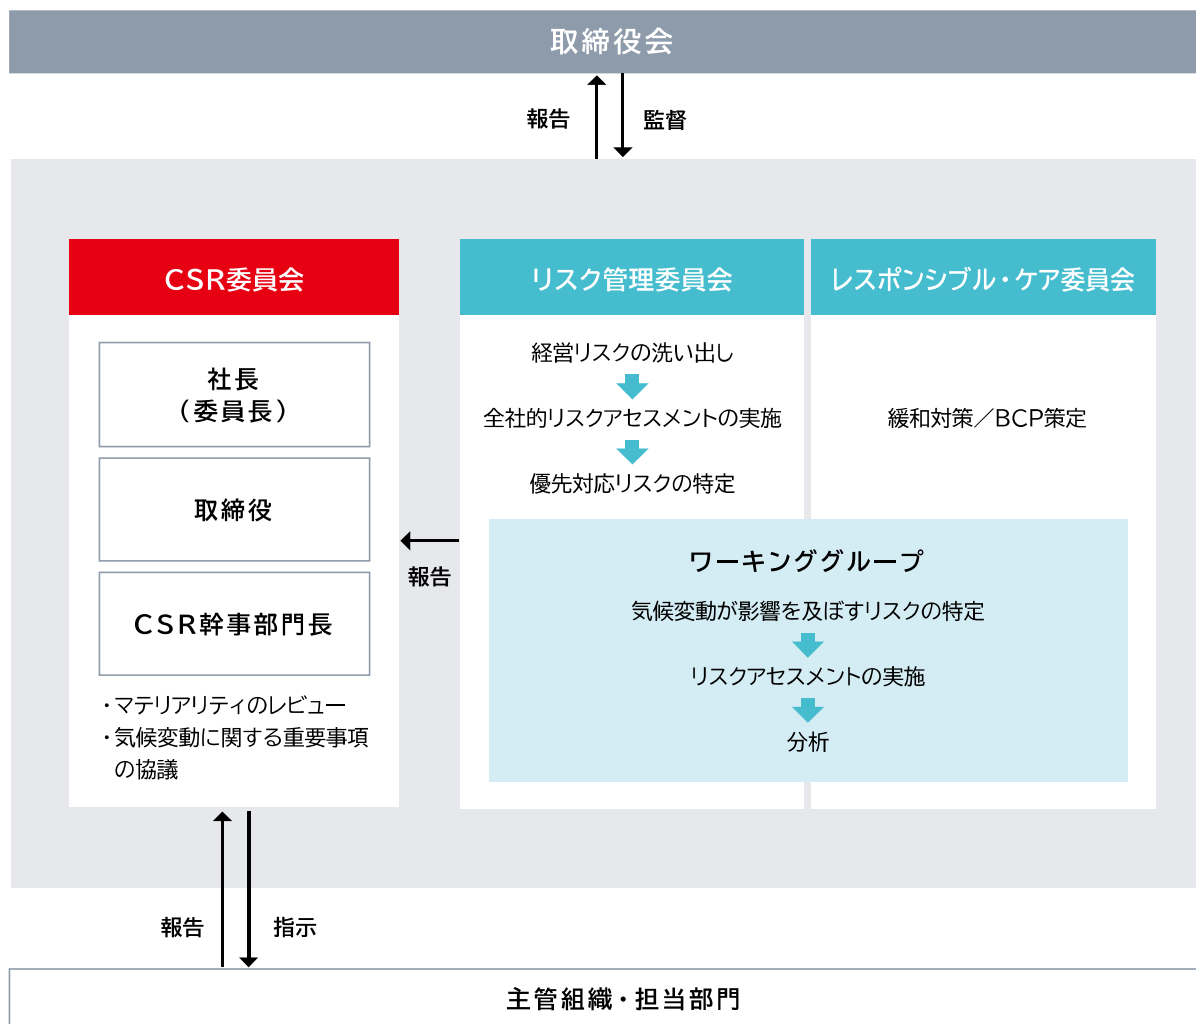 取締役会
報告
監督
CSR委員会
社長
（委員長）
取締役
CSR幹事部門長
・マテリアリティのレビュー
・気候変動に関する重要事項
の協議
報告
リスク管理委員会
経営リスクの洗い出し
全社的リスクアセスメントの実施
優先対応リスクの特定
レスポンシブル・ケア委員会
緩和対策／BCP策定
ワーキンググループ
気候変動が影響を及ぼすリスクの特定
リスクアセスメントの実施
分析
報告
指示
主管組織・担当部門